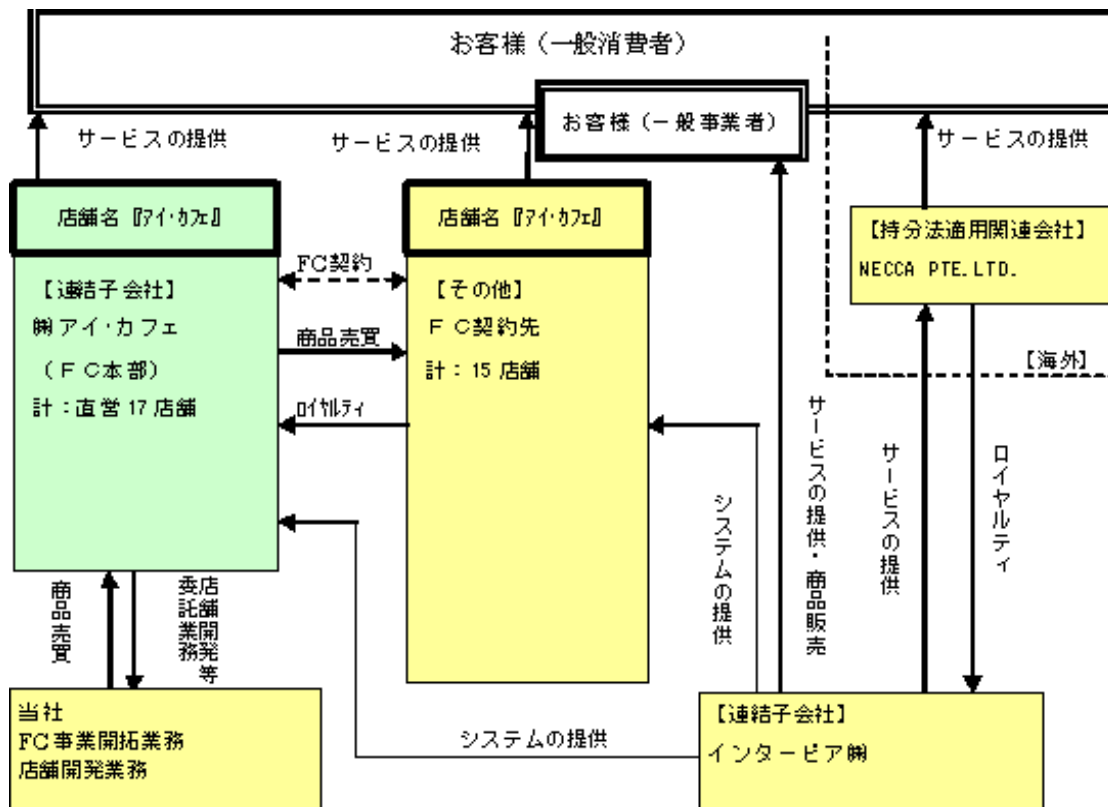 お客様（一般消費者）
お客様（一般事業者）
サービスの提供
サービスの提供
サービスの提供
店舗名『アイ・カフェ』
店舗名『アイ・カフェ』
【持分法適用関連会社】
NECCA PTE.LTD.
【海外】
【連結子会社】
㈱アイ・カフェ
（ＦＣ本部）
計：直営17店舗
FC契約
商品売買
ロイヤルティ
【その他】
ＦＣ契約先
計：15店舗
システムの提供
サービスの提供・商品販売
サービスの提供
ロイヤルティ
商品売買
店舗開発等
委託業務
当社
FC事業開拓業務
店舗開発業務
システムの提供
【連結子会社】
インターピア㈱